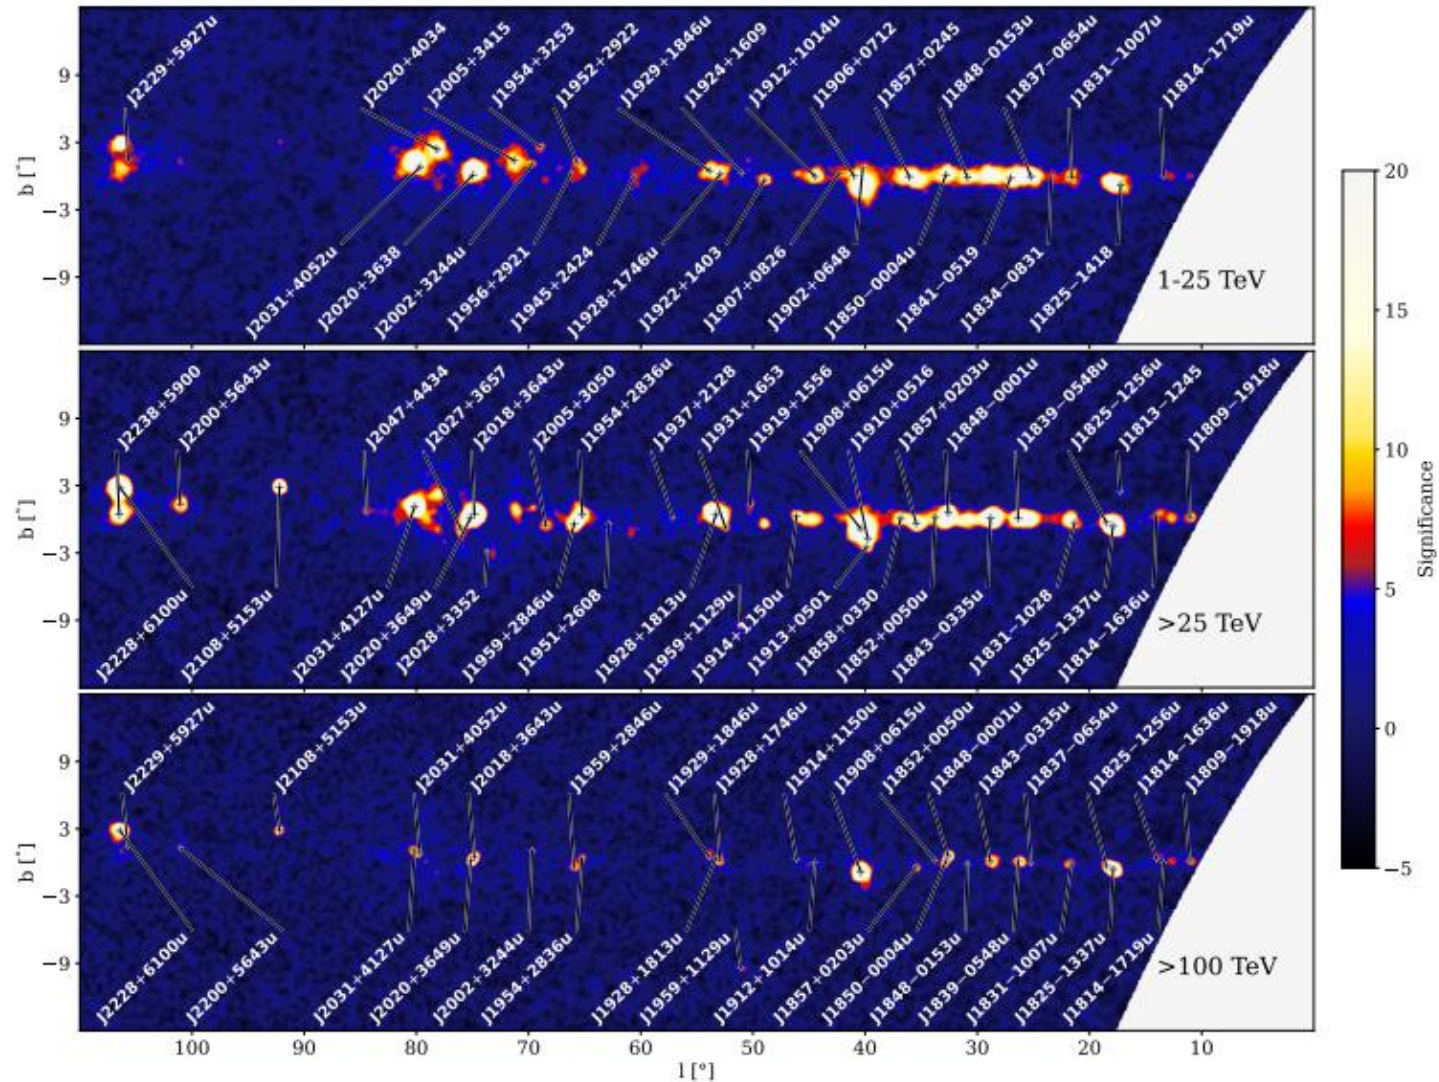 J2229+5927u J2020+4034 J2005+3415 J1954+3253 J1952+2922 J1929+1846u J1924+1609 J1912+1014u J1906+0712 J1857+0245 J1848−0153u J1837−0654u J1831−1007u J1814−1719u
9
3
−3
−9
b [°]
J2031+4052u J2020+3638 J2002+3244u J1956+2921 J1945+2424 J1928+1746u J1922+1403 J1907+0826 J1902+0648 J1850−0004u J1841−0519 J1834−0831 J1825−1418
1-25 TeV
J2238+5900 J2200+5643u J2047+4434 J2027+3657 J2018+3643u J2005+3050 J1954+2836u J1937+2128 J1931+1653 J1919+1556 J1908+0615u J1910+0516 J1857+0203u J1848−0001u J1839−0548u J1825−1256u J1813−1245 J1809−1918u
9
3
−3
−9
b [°]
J2228+6100u J2108+5153u J2031+4127u J2020+3649u J2028+3352 J1959+2846u J1951+2608 J1928+1813u J1959+1129u J1914+1150u J1913+0501 J1858+0330 J1852+0050u J1843−0335u J1831−1028 J1825−1337u J1814−1636u
>25 TeV
J2229+5927u J2108+5153u J2031+4052u J2018+3643u J1959+2846u J1929+1846u J1928+1746u J1914+1150u J1908+0615u J1852+0050u J1848−0001u J1843−0335u J1837−0654u J1825−1256u J1814−1636u J1809−1918u
9
3
−3
−9
b [°]
J2228+6100u J2200+5643u J2031+4127u J2020+3649u J2002+3244u J1954+2836u J1928+1813u J1959+1129u J1912+1014u J1857+0203u J1850−0004u J1848−0153u J1839−0548u J1831−1007u J1825−1337u J1814−1719u
>100 TeV
100 90 80 70 60 50 40 30 20 10
l [°]
20
15
10
5
0
−5
Significance